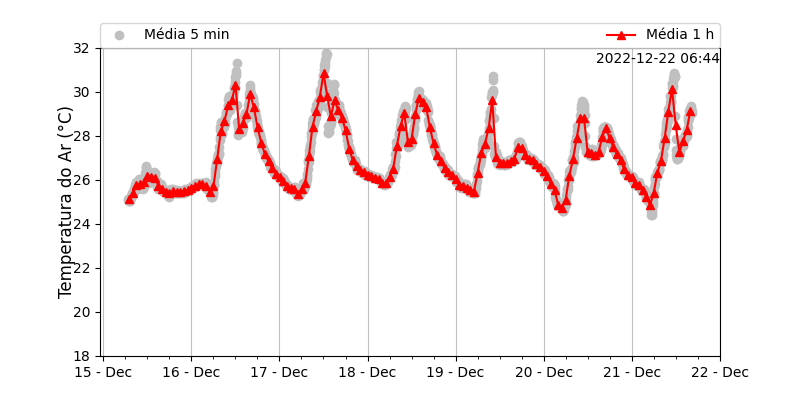 Média 5 min
Média 1 h
2022-12-22 06:44
Temperatura do Ar (°C)
32
30
28
26
24
22
20
18
15 - Dec
16 - Dec
17 - Dec
18 - Dec
19 - Dec
20 - Dec
21 - Dec
22 - Dec